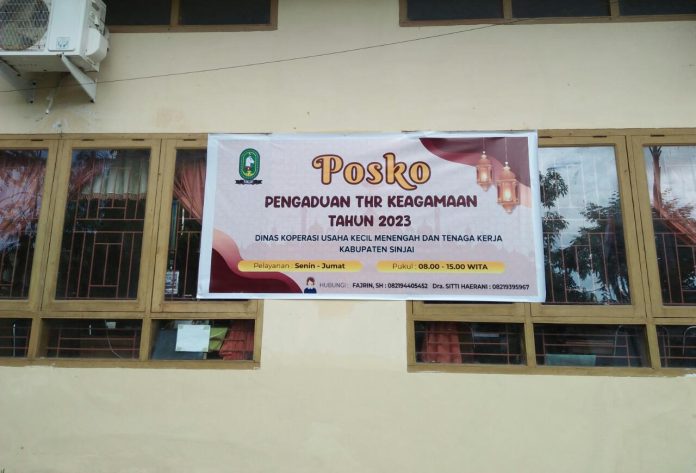 Posko
PENGADUAN THR KEAGAMAAN
TAHUN 2023
DINAS KOPERASI USAHA KECIL MENENGAH DAN TENAGA KERJA
KABUPATEN SINJAI
Pelayanan : Senin - Jumat Pukul : 08.00 - 15.00 WITA
HUBUNGI : FAJRIN, SH : 082194405452 Dra. SITTI HAERANI : 08219395967